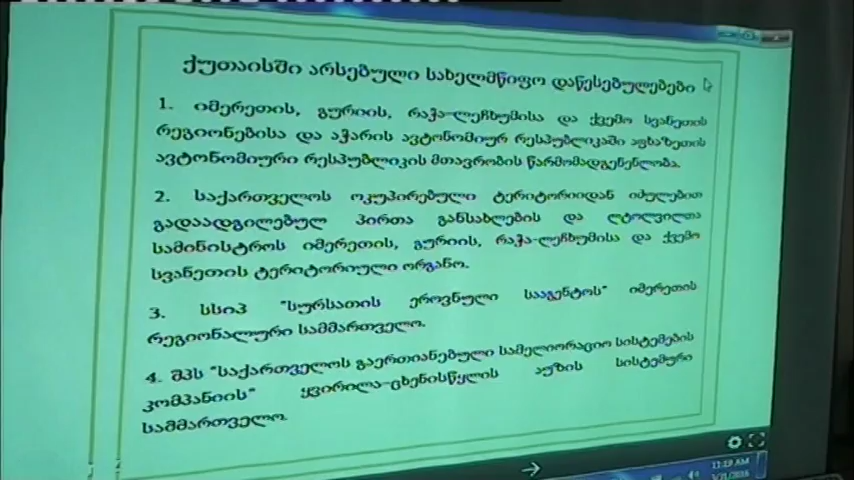 ქუთაისში არსებული სახელმწიფო დაწესებულებები
1. იმერეთის, გურიის, რაჭა-ლეჩხუმისა და ქვემო სვანეთის
რეგიონებისა და აჭარის ავტონომიურ რესპუბლიკაში აფხაზეთის
ავტონომიური რესპუბლიკის მთავრობის წარმომადგენლობა.
2. საქართველოს ოკუპირებული ტერიტორიიდან იძულებით
გადაადგილებულ პირთა განსახლების და ლტოლვილთა
სამინისტროს იმერეთის, გურიის, რაჭა-ლეჩხუმისა და ქვემო
სვანეთის ტერიტორიული ორგანო.
3. სსიპ "სურსათის ეროვნული სააგენტოს" იმერეთის
რეგიონალური სამმართველო.
4. შპს "საქართველოს გაერთიანებული სამელიორაციო სისტემების
კომპანიის" ყვირილა-ცხენისწყლის აუზის სისტემური
სამმართველო.
11:19 AM